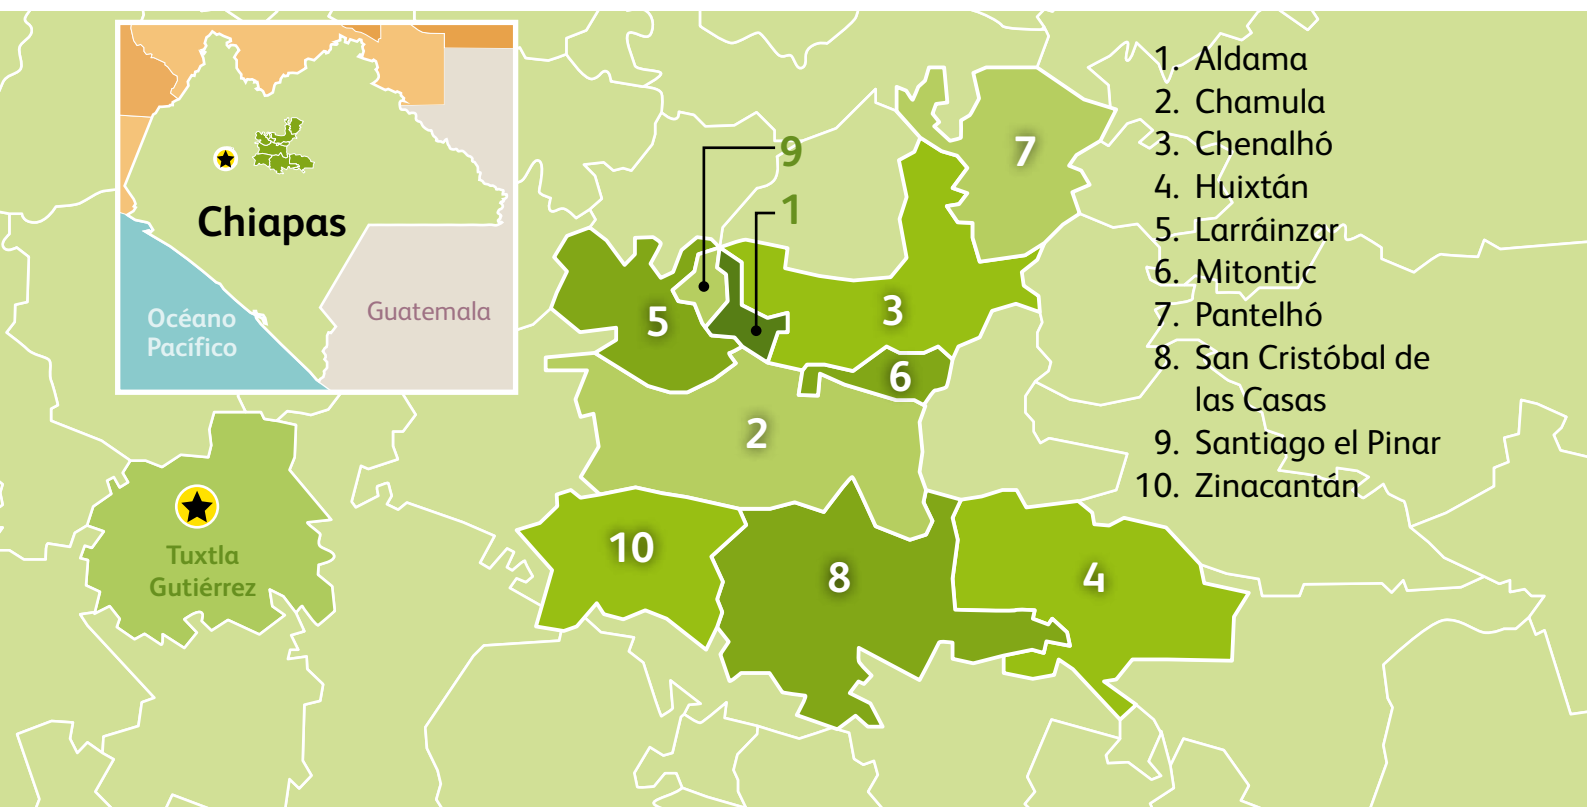 Chiapas
Océano
Pacífico
Guatemala
Tuxtla
Gutiérrez
9
1
7
3
5
6
2
10
8
4
1. Aldama
2. Chamula
3. Chenalhó
4. Huixtán
5. Larráinzar
6. Mitontic
7. Pantelhó
8. San Cristóbal de
las Casas
9. Santiago el Pinar
10. Zinacantán